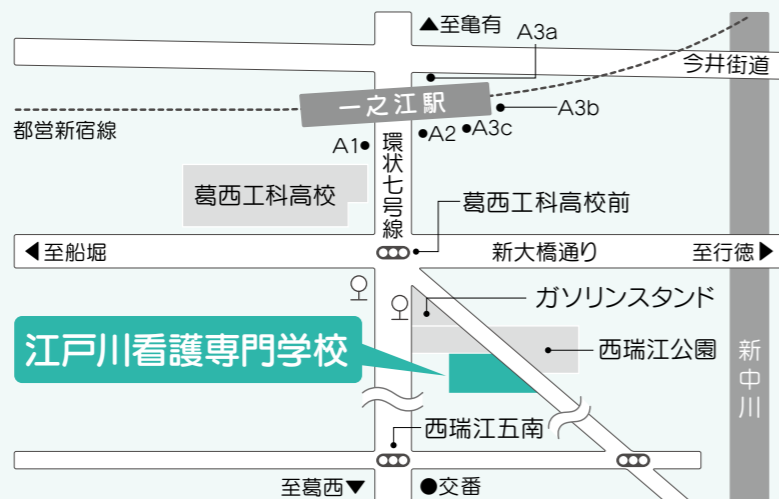 ▲至亀有
A3a
今井街道
一之江駅
A3b
都営新宿線
A1
A2
A3c
環状七号線
葛西工科高校
葛西工科高校前
◀至船堀
新大橋通り
至行徳▶
ガソリンスタンド
江戸川看護専門学校
西瑞江公園
新中川
西瑞江五南
至葛西▼
●交番